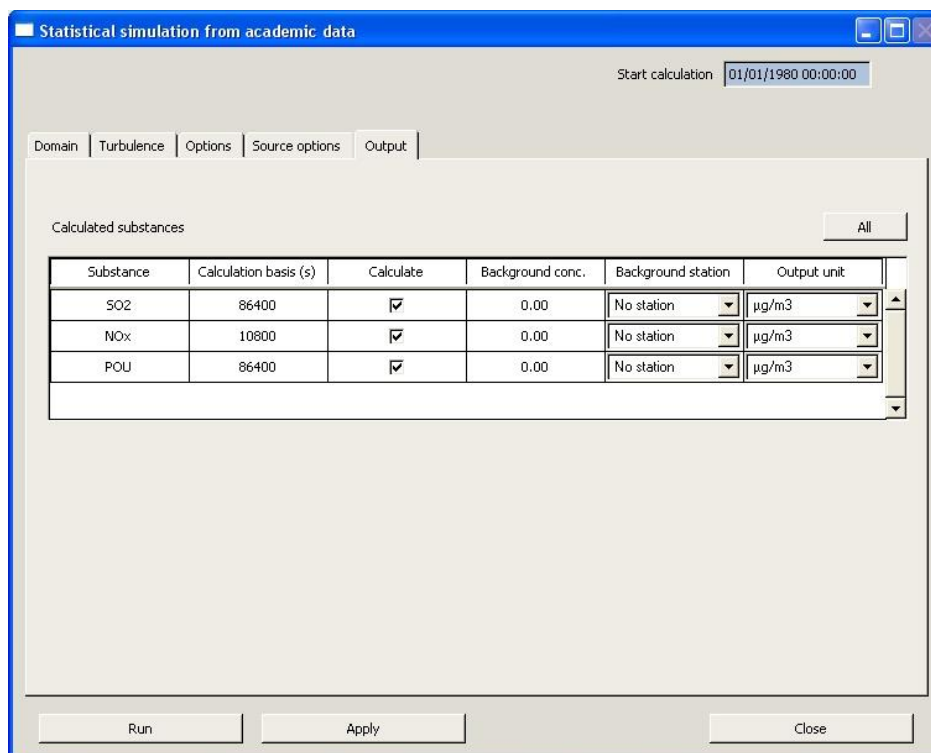 Statistical simulation from academic data
Start calculation 01/01/1980 00:00:00
Domain Turbulence Options Source options Output
Calculated substances All
Substance Calculation basis (s) Calculate Background conc. Background station Output unit
SO2 86400 0.00 No station µg/m3
NOx 10800 0.00 No station µg/m3
POU 86400 0.00 No station µg/m3
Run Apply Close